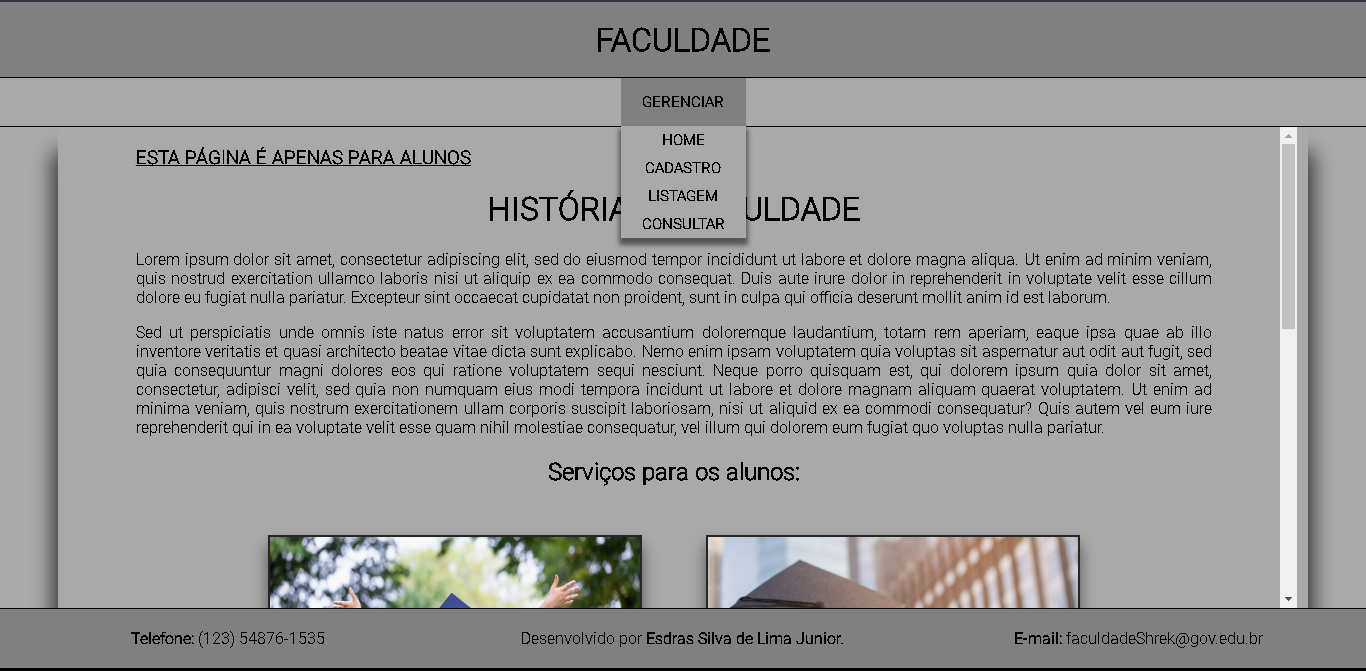 FACULDADE
GERENCIAR
HOME
CADASTRO
LISTAGEM
CONSULTAR
ESTA PÁGINA É APENAS PARA ALUNOS
HISTÓRIA ULDADE
Lorem ipsum dolor sit amet, consectetur adipiscing elit, sed do eiusmod tempor incididunt ut labore et dolore magna aliqua. Ut enim ad minim veniam,
quis nostrud exercitation ullamco laboris nisi ut aliquip ex ea commodo consequat. Duis aute irure dolor in reprehenderit in voluptate velit esse cillum
dolore eu fugiat nulla pariatur. Excepteur sint occaecat cupidatat non proident, sunt in culpa qui officia deserunt mollit anim id est laborum.
Sed ut perspiciatis unde omnis iste natus error sit voluptatem accusantium doloremque laudantium, totam rem aperiam, eaque ipsa quae ab illo
inventore veritatis et quasi architecto beatae vitae dicta sunt explicabo. Nemo enim ipsam voluptatem quia voluptas sit aspernatur aut odit aut fugit, sed
quia consequuntur magni dolores eos qui ratione voluptatem sequi nesciunt. Neque porro quisquam est, qui dolorem ipsum quia dolor sit amet,
consectetur, adipisci velit, sed quia non numquam eius modi tempora incidunt ut labore et dolore magnam aliquam quaerat voluptatem. Ut enim ad
minima veniam, quis nostrum exercitationem ullam corporis suscipit laboriosam, nisi ut aliquid ex ea commodi consequatur? Quis autem vel eum iure
reprehenderit qui in ea voluptate velit esse quam nihil molestiae consequatur, vel illum qui dolorem eum fugiat quo voluptas nulla pariatur.
Serviços para os alunos:
Telefone: (123) 54876-1535
Desenvolvido por Esdras Silva de Lima Junior.
E-mail: faculdadeShrek@gov.edu.br